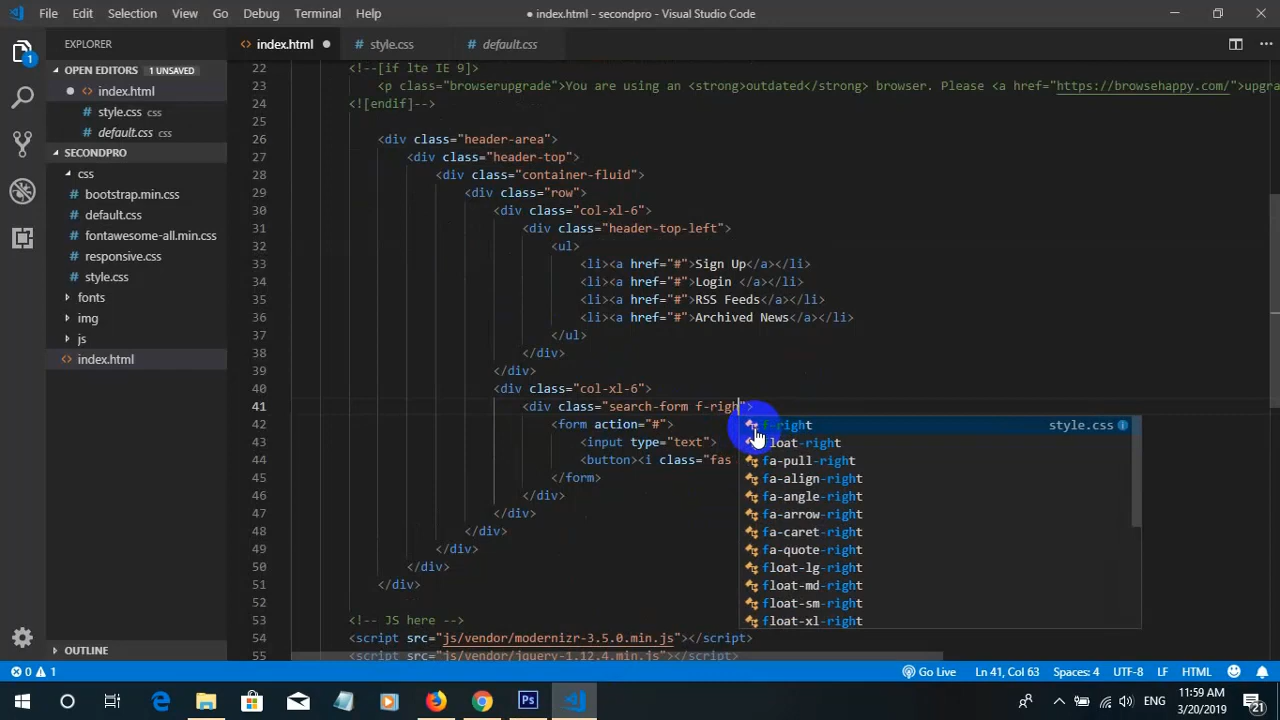 File Edit Selection View Go Debug Terminal Help
● index.html - secondpro - Visual Studio Code
EXPLORER
index.html
style.css
default.css
OPEN EDITORS 1 UNSAVED
index.html
style.css css
default.css css
SECONDPRO
css
bootstrap.min.css
default.css
fontawesome-all.min.css
responsive.css
style.css
fonts
img
js
index.html
OUTLINE
22 <!--[if lte IE 9]>
23 <p class="browserupgrade">You are using an <strong>outdated</strong> browser. Please <a href="https://browsehappy.com/">upgra
24 <![endif]-->
25
26 <div class="header-area">
27 <div class="header-top">
28 <div class="container-fluid">
29 <div class="row">
30 <div class="col-xl-6">
31 <div class="header-top-left">
32 <ul>
33 <li><a href="#">Sign Up</a></li>
34 <li><a href="#">Login </a></li>
35 <li><a href="#">RSS Feeds</a></li>
36 <li><a href="#">Archived News</a></li>
37 </ul>
38 </div>
39 </div>
40 <div class="col-xl-6">
41 <div class="search-form f-righ">
42 <form action="#">
43 <input type="text">
44 <button><i class="fas
45 </form>
46 </div>
47 </div>
48 </div>
49 </div>
50 </div>
51 </div>
52
53 <!-- JS here -->
54 <script src="js/vendor/modernizr-3.5.0.min.js"></script>
55 <script src="js/vendor/jquery-1.12.4.min.js"></script>
f-right style.css
float-right
fa-pull-right
fa-align-right
fa-angle-right
fa-arrow-right
fa-caret-right
fa-quote-right
float-lg-right
float-md-right
float-sm-right
float-xl-right
0 0 Go Live Ln 41, Col 63 Spaces: 4 UTF-8 LF HTML
ENG 11:59 AM
3/20/2019 21